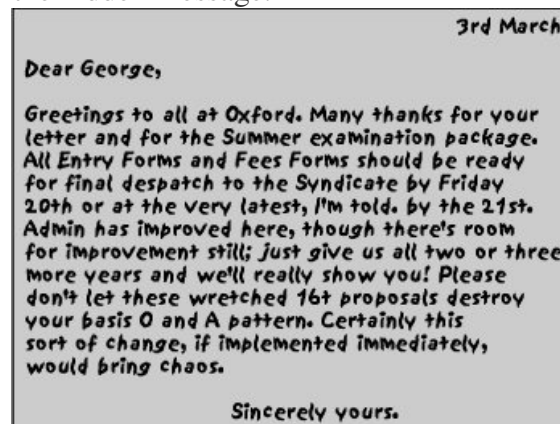 the hidden message.
3rd March
Dear George,
Greetings to all at Oxford. Many thanks for your
letter and for the Summer examination package.
All Entry Forms and Fees Forms should be ready
for final despatch to the Syndicate by Friday
20th or at the very latest, I'm told. by the 21st.
Admin has improved here, though there's room
for improvement still; just give us all two or three
more years and we'll really show you! Please
don't let these wretched 16t proposals destroy
your basis O and A pattern. Certainly this
sort of change, if implemented immediately,
would bring chaos.
Sincerely yours.